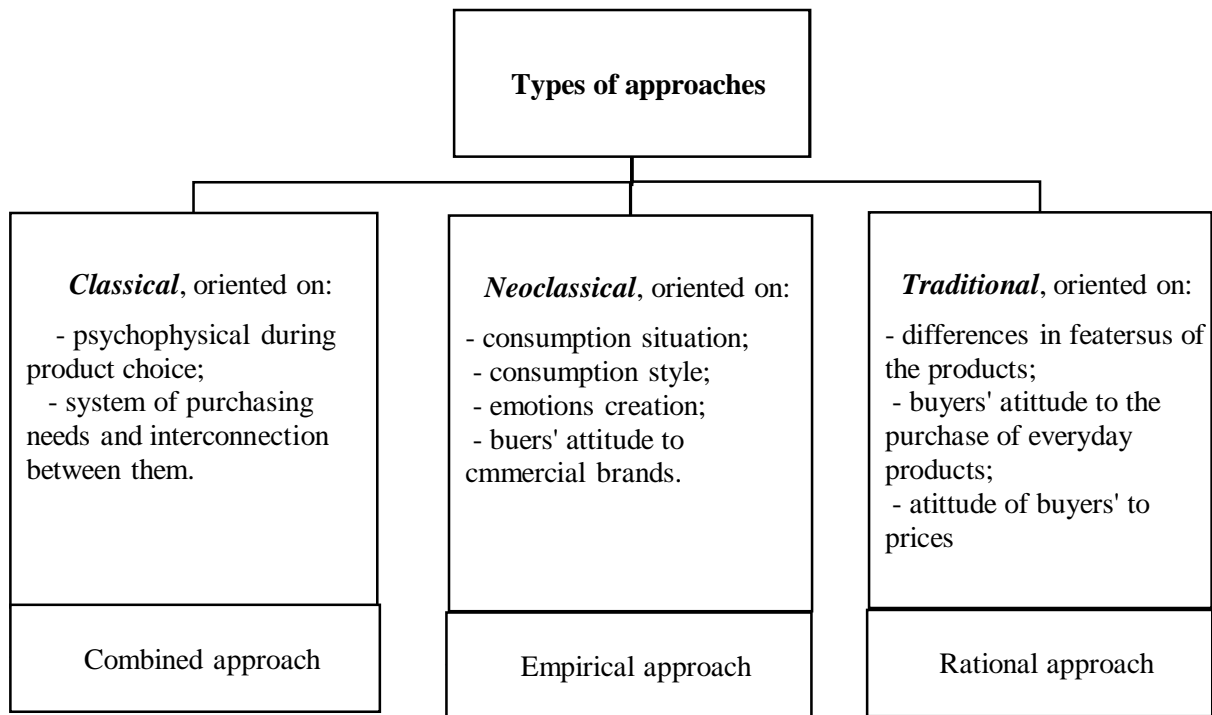 Types of approaches
Classical, oriented on:
- psychophysical during
product choice;
- system of purchasing
needs and interconnection
between them.
Combined approach
Neoclassical, oriented on:
- consumption situation;
- consumption style;
- emotions creation;
- buers' attitude to
cmmercial brands.
Empirical approach
Traditional, oriented on:
- differences in featersus of
the products;
- buyers' atittude to the
purchase of everyday
products;
- atittude of buyers' to
prices
Rational approach